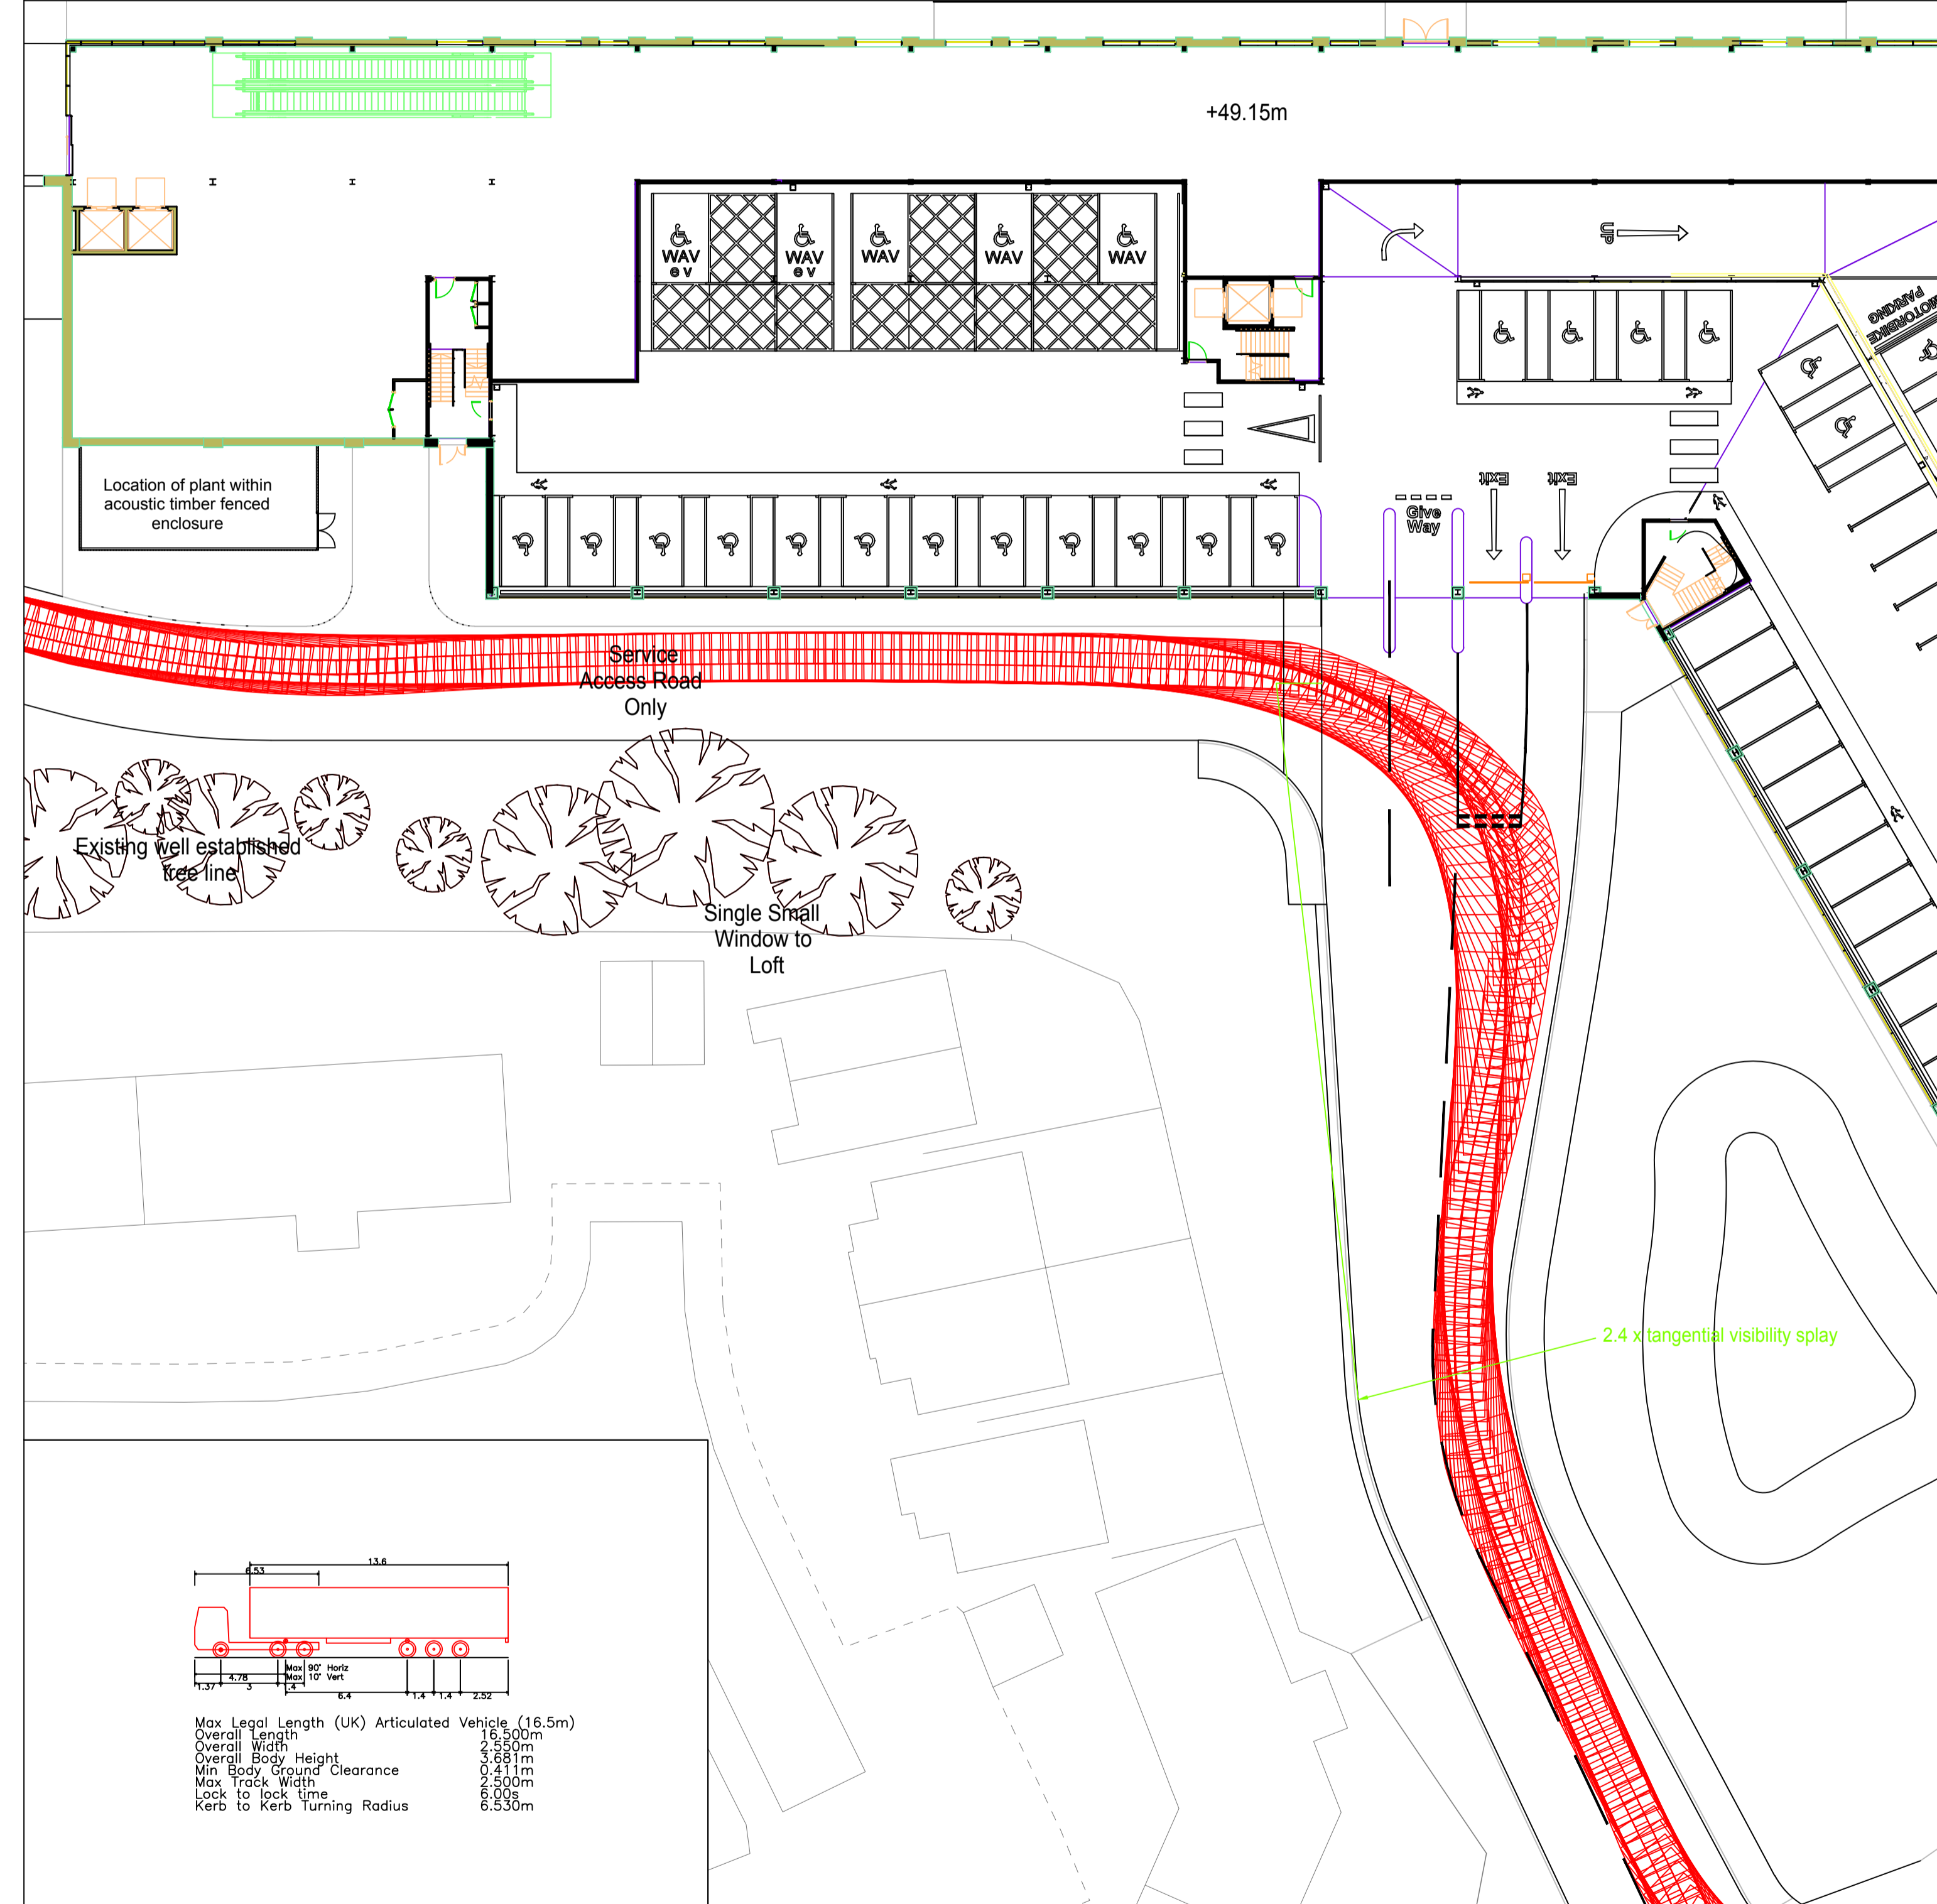 +49.15m
WAV
e v
WAV
e v
WAV
WAV
WAV
UP
MOTORBIKE
PARKING
Location of plant within
acoustic timber fenced
enclosure
Exit
Exit
Give
Way
Service
Access Road
Only
Existing well established
tree line
Single Small
Window to
Loft
2.4 x tangential visibility splay
13.6
6.53
Max 90° Horiz
Max 10° Vert
4.78
1.37
3
1.4
6.4
1.4
1.4
2.52
Max Legal Length (UK) Articulated Vehicle (16.5m)
Overall Length 16.500m
Overall Width 2.550m
Overall Body Height 3.681m
Min Body Ground Clearance 0.411m
Max Track Width 2.500m
Lock to lock time 6.00s
Kerb to Kerb Turning Radius 6.530m